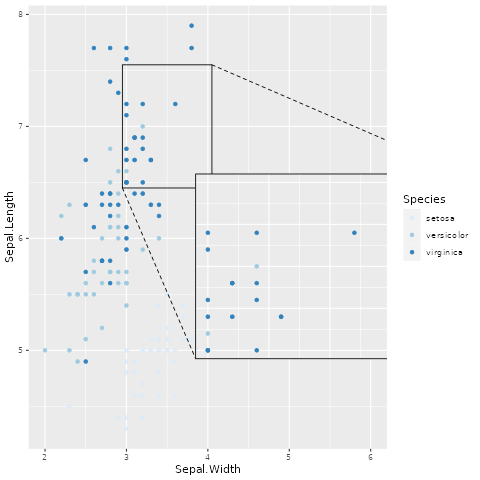 8
7
6
5
2
3
4
5
6
Sepal.Length
Sepal.Width
Species
setosa
versicolor
virginica